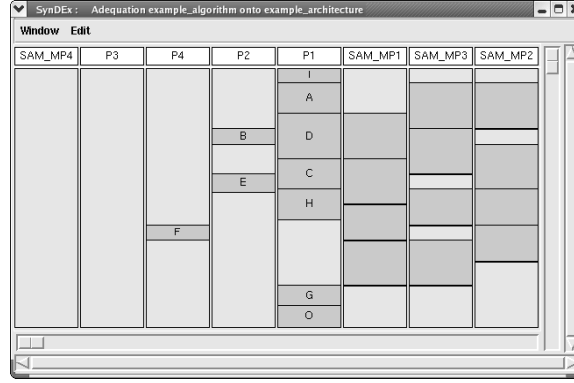 SynDEx : Adequation example_algorithm onto example_architecture
Window Edit
SAM_MP4 P3 P4 P2 P1 SAM_MP1 SAM_MP3 SAM_MP2
I
A
B D
C
E
H
F
G
O